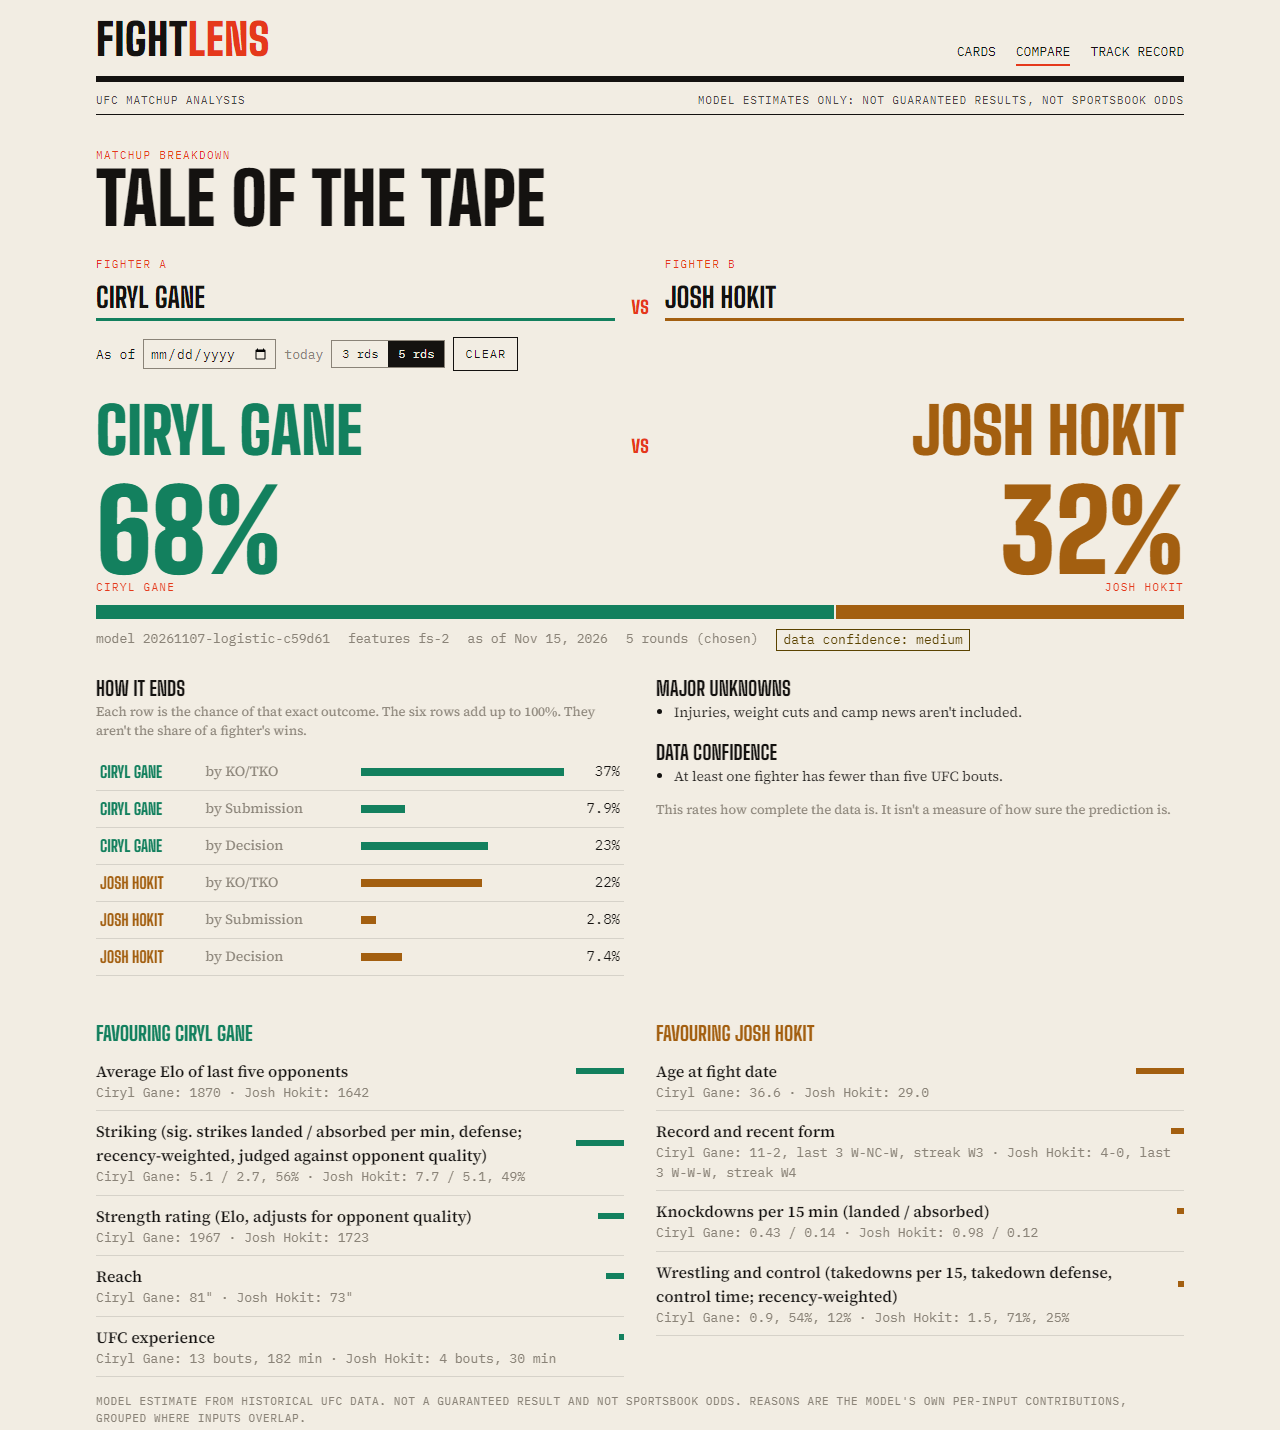 FIGHTLENS
CARDS COMPARE TRACK RECORD
UFC MATCHUP ANALYSIS
MODEL ESTIMATES ONLY: NOT GUARANTEED RESULTS, NOT SPORTSBOOK ODDS
MATCHUP BREAKDOWN
TALE OF THE TAPE
FIGHTER A
CIRYL GANE
VS
FIGHTER B
JOSH HOKIT
As of mm/dd/yyyy today 3 rds 5 rds CLEAR
CIRYL GANE
VS
JOSH HOKIT
68%
32%
CIRYL GANE
JOSH HOKIT
model 20261107-logistic-c59d61 features fs-2 as of Nov 15, 2026 5 rounds (chosen) data confidence: medium
HOW IT ENDS
Each row is the chance of that exact outcome. The six rows add up to 100%. They
aren't the share of a fighter's wins.
CIRYL GANE by KO/TKO 37%
CIRYL GANE by Submission 7.9%
CIRYL GANE by Decision 23%
JOSH HOKIT by KO/TKO 22%
JOSH HOKIT by Submission 2.8%
JOSH HOKIT by Decision 7.4%
MAJOR UNKNOWNS
• Injuries, weight cuts and camp news aren't included.
DATA CONFIDENCE
• At least one fighter has fewer than five UFC bouts.
This rates how complete the data is. It isn't a measure of how sure the prediction is.
FAVOURING CIRYL GANE
Average Elo of last five opponents
Ciryl Gane: 1870 · Josh Hokit: 1642
Striking (sig. strikes landed / absorbed per min, defense;
recency-weighted, judged against opponent quality)
Ciryl Gane: 5.1 / 2.7, 56% · Josh Hokit: 7.7 / 5.1, 49%
Strength rating (Elo, adjusts for opponent quality)
Ciryl Gane: 1967 · Josh Hokit: 1723
Reach
Ciryl Gane: 81" · Josh Hokit: 73"
UFC experience
Ciryl Gane: 13 bouts, 182 min · Josh Hokit: 4 bouts, 30 min
FAVOURING JOSH HOKIT
Age at fight date
Ciryl Gane: 36.6 · Josh Hokit: 29.0
Record and recent form
Ciryl Gane: 11-2, last 3 W-NC-W, streak W3 · Josh Hokit: 4-0, last
3 W-W-W, streak W4
Knockdowns per 15 min (landed / absorbed)
Ciryl Gane: 0.43 / 0.14 · Josh Hokit: 0.98 / 0.12
Wrestling and control (takedowns per 15, takedown defense,
control time; recency-weighted)
Ciryl Gane: 0.9, 54%, 12% · Josh Hokit: 1.5, 71%, 25%
MODEL ESTIMATE FROM HISTORICAL UFC DATA. NOT A GUARANTEED RESULT AND NOT SPORTSBOOK ODDS. REASONS ARE THE MODEL'S OWN PER-INPUT CONTRIBUTIONS,
GROUPED WHERE INPUTS OVERLAP.